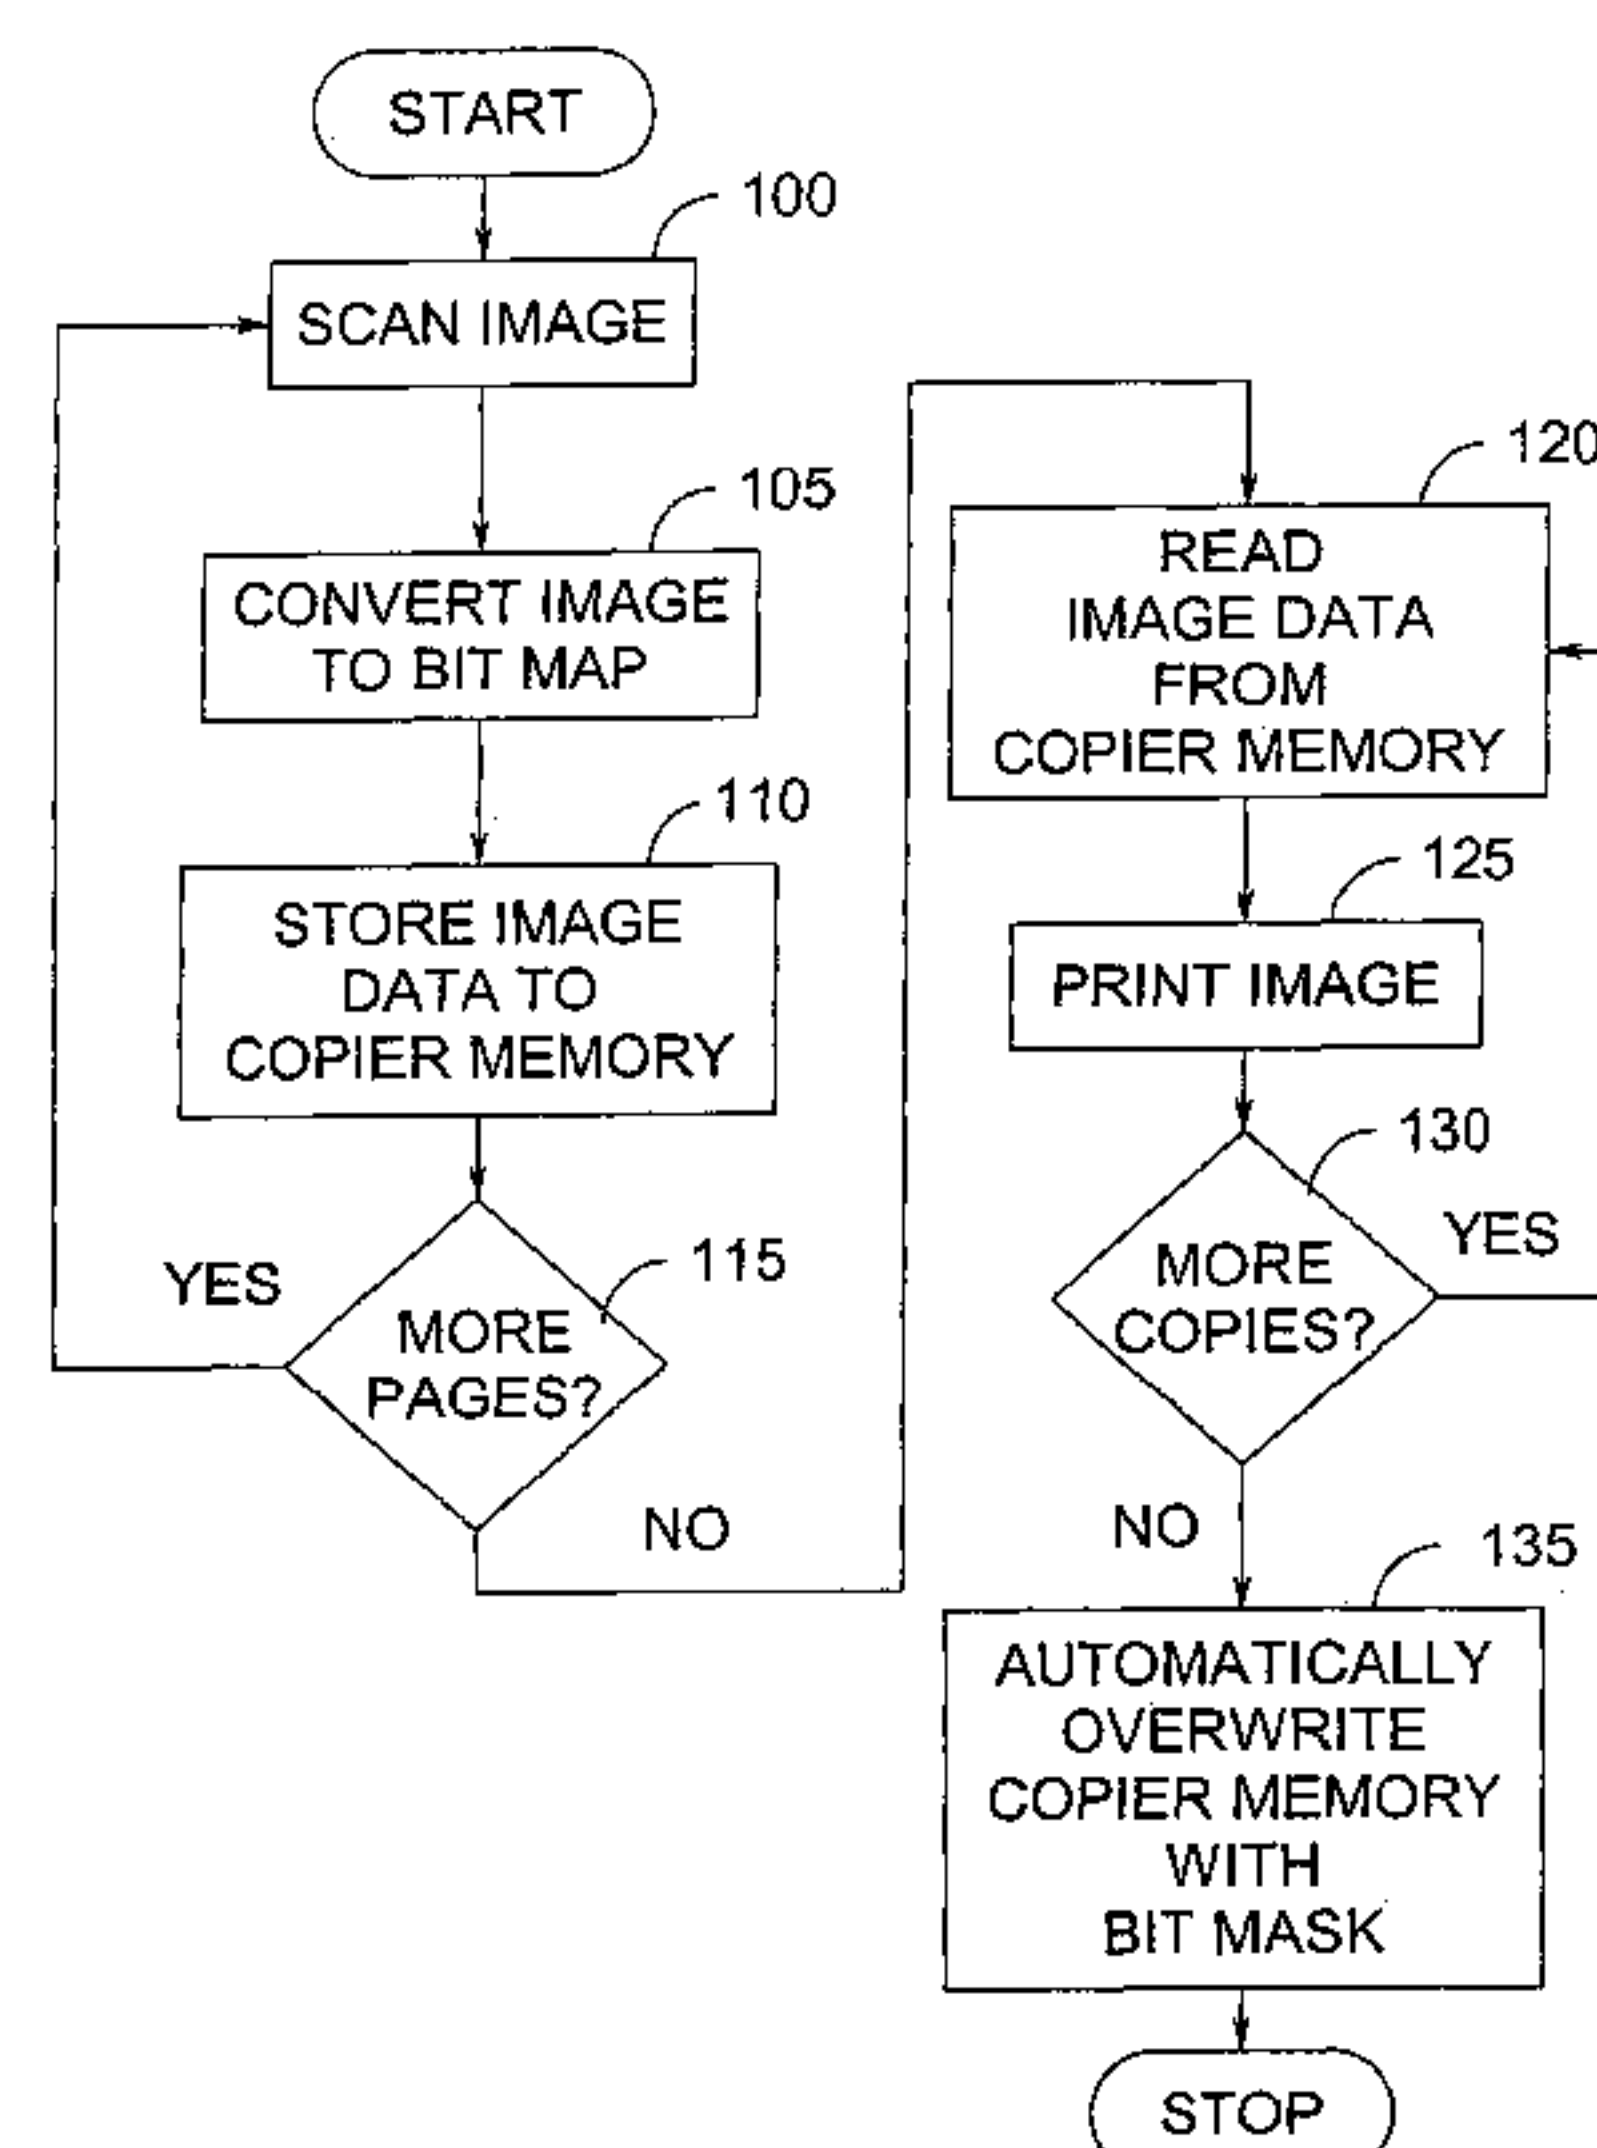 START
100
SCAN IMAGE
105
CONVERT IMAGE
TO BIT MAP
110
STORE IMAGE
DATA TO
COPIER MEMORY
115
YES
MORE
PAGES?
NO
120
READ
IMAGE DATA
FROM
COPIER MEMORY
125
PRINT IMAGE
130
YES
MORE
COPIES?
NO
135
AUTOMATICALLY
OVERWRITE
COPIER MEMORY
WITH
BIT MASK
STOP